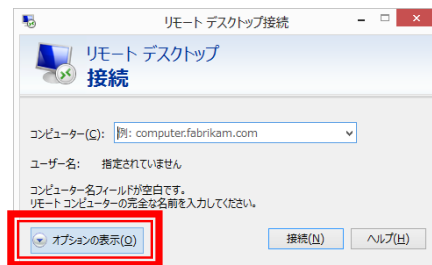 リモート デスクトップ接続
リモート デスクトップ
接続
コンピューター(C): 例: computer.fabrikam.com
ユーザー名: 指定されていません
コンピューター名フィールドが空白です。
リモート コンピューターの完全な名前を入力してください。
オプションの表示(O) 接続(N) ヘルプ(H)